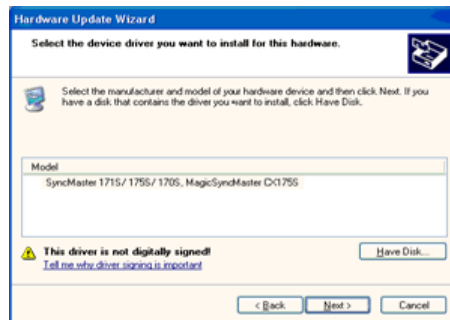 Hardware Update Wizard
Select the device driver you want to install for this hardware.
Select the manufacturer and model of your hardware device and then click Next. If you
have a disk that contains the driver you want to install, click Have Disk.
Model
SyncMaster 171S/ 175S/ 170S, MagicSyncMaster CX175S
This driver is not digitally signed!
Have Disk...
Tell me why driver signing is important
< Back
Next >
Cancel